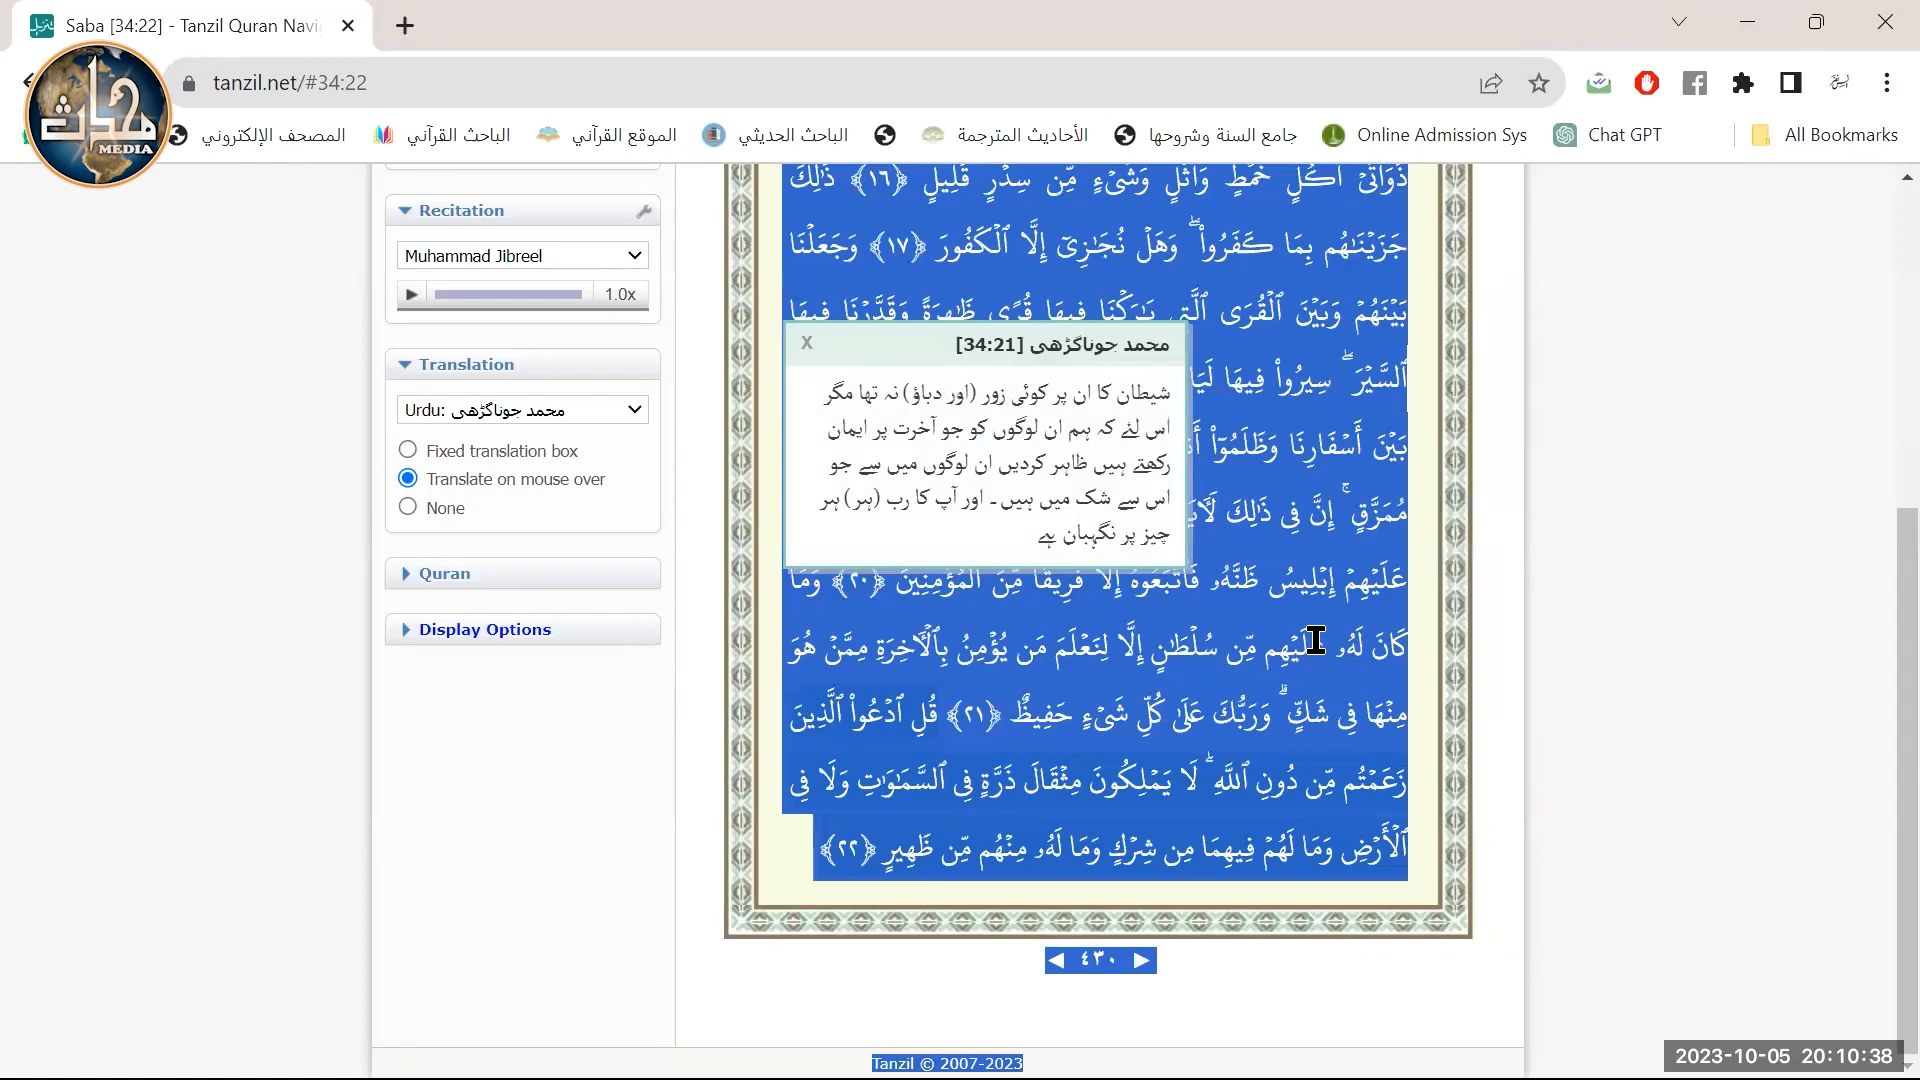 Saba [34:22] - Tanzil Quran Navi
tanzil.net/#34:22
المصحف الإلكتروني
الباحث القرآني
الموقع القرآني
الباحث الحديثي
الأحاديث المترجمة
جامع السنة وشروحها
Online Admission Sys
Chat GPT
All Bookmarks
محدث
MEDIA
Recitation
Muhammad Jibreel
1.0x
Translation
Urdu: محمد جوناگڑھی
Fixed translation box
Translate on mouse over
None
Quran
Display Options
ذَوَاتَىْ أُكُلٍ خَمْطٍ وَأَثْلٍ وَشَىْءٍ مِّن سِدْرٍ قَلِيلٍ ﴿١٦﴾ ذَٰلِكَ
جَزَيْنَـٰهُم بِمَا كَفَرُوا۟ ۖ وَهَلْ نُجَـٰزِىٓ إِلَّا ٱلْكَفُورَ ﴿١٧﴾ وَجَعَلْنَا
بَيْنَهُمْ وَبَيْنَ ٱلْقُرَى ٱلَّتِى بَـٰرَكْنَا فِيهَا قُرًى ظَـٰهِرَةً وَقَدَّرْنَا فِيهَا
ٱلسَّيْرَ ۖ سِيرُوا۟ فِيهَا
بَيْنَ أَسْفَارِنَا وَظَلَمُوٓا۟
مُمَزَّقٍ ۚ إِنَّ فِى ذَٰلِكَ
محمد جوناگڑھی [34:21]
X
شیطان کا ان پر کوئی زور (اور دباؤ) نہ تھا مگر
اس لئے کہ ہم ان لوگوں کو جو آخرت پر ایمان
رکھتے ہیں ظاہر کردیں ان لوگوں میں سے جو
اس سے شک میں ہیں۔ اور آپ کا رب (ہر) ہر
چیز پر نگہبان ہے
عَلَيْهِمْ إِبْلِيسُ ظَنَّهُۥ فَٱتَّبَعُوهُ إِلَّا فَرِيقًا مِّنَ ٱلْمُؤْمِنِينَ ﴿٢٠﴾ وَمَا
كَانَ لَهُۥ عَلَيْهِم مِّن سُلْطَـٰنٍ إِلَّا لِنَعْلَمَ مَن يُؤْمِنُ بِٱلْـَٔاخِرَةِ مِمَّنْ هُوَ
مِنْهَا فِى شَكٍّ ۗ وَرَبُّكَ عَلَىٰ كُلِّ شَىْءٍ حَفِيظٌ ﴿٢١﴾ قُلِ ٱدْعُوا۟ ٱلَّذِينَ
زَعَمْتُم مِّن دُونِ ٱللَّهِ ۖ لَا يَمْلِكُونَ مِثْقَالَ ذَرَّةٍ فِى ٱلسَّمَـٰوَٰتِ وَلَا فِى
ٱلْأَرْضِ وَمَا لَهُمْ فِيهِمَا مِن شِرْكٍ وَمَا لَهُۥ مِنْهُم مِّن ظَهِيرٍ ﴿٢٢﴾
٤٣٠
Tanzil © 2007-2023
2023-10-05 20:10:38